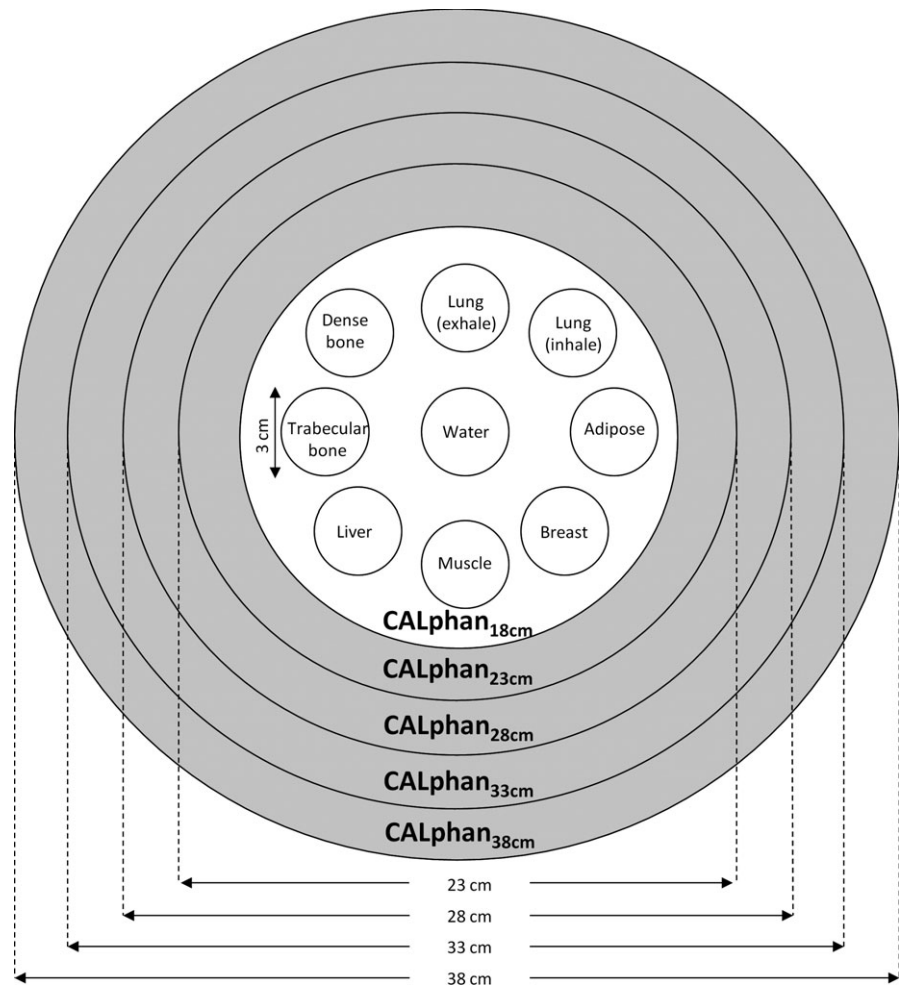 Lung
(exhale)
Dense
bone
Lung
(inhale)
3 cm
Trabecular
bone
Water
Adipose
Liver
Muscle
Breast
CALphan18cm
CALphan23cm
CALphan28cm
CALphan33cm
CALphan38cm
23 cm
28 cm
33 cm
38 cm